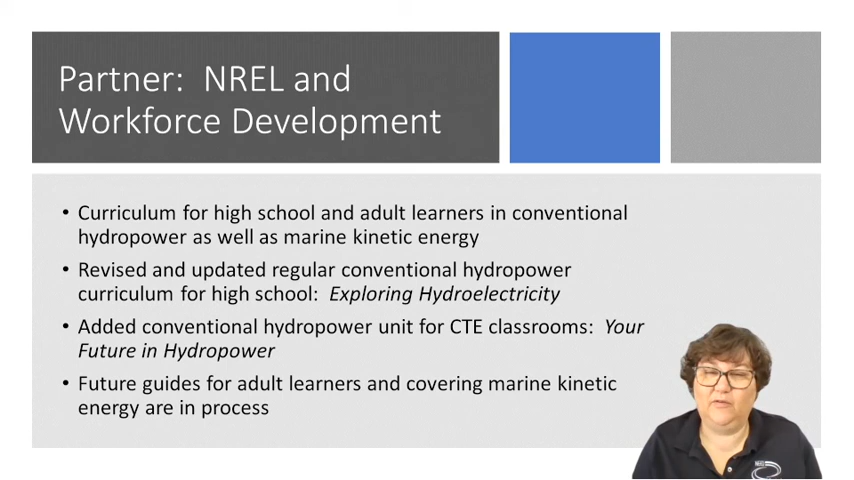 Partner:  NREL and
Workforce Development
• Curriculum for high school and adult learners in conventional
hydropower as well as marine kinetic energy
• Revised and updated regular conventional hydropower
curriculum for high school:  Exploring Hydroelectricity
• Added conventional hydropower unit for CTE classrooms:  Your
Future in Hydropower
• Future guides for adult learners and covering marine kinetic
energy are in process